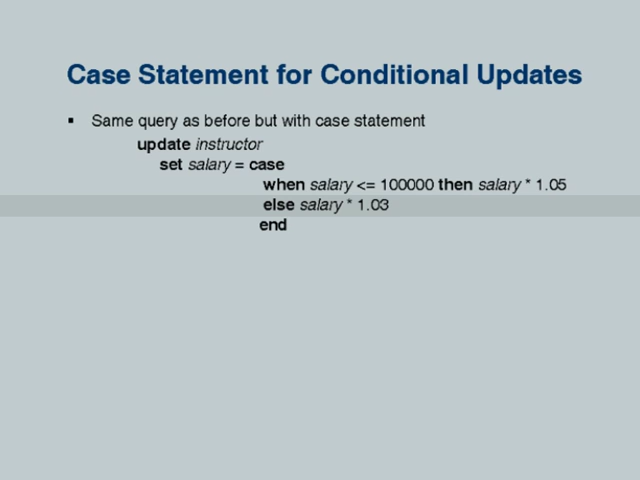 Case Statement for Conditional Updates
▪ Same query as before but with case statement
update instructor
set salary = case
when salary <= 100000 then salary * 1.05
else salary * 1.03
end